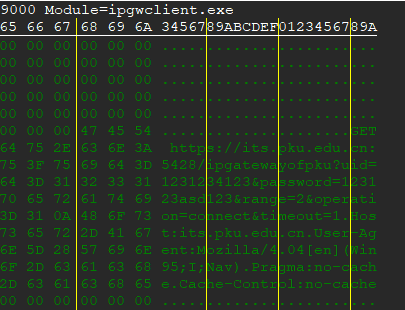 9000 Module=ipgwclient.exe
65 66 67 68 69 6A 3456789ABCDEF0123456789A
00 00 00 00 00 00 ........................
00 00 00 00 00 00 ........................
00 00 00 00 00 00 ........................
00 00 00 00 00 00 ........................
00 00 00 47 45 54 .....................GET
64 75 2E 63 6E 3A  https://its.pku.edu.cn:
75 3F 75 69 64 3D 5428/ipgatewayofpku?uid=
64 3D 31 32 33 31 1231234123&password=1231
70 65 72 61 74 69 23asd123&range=2&operati
3D 31 0A 48 6F 73 on=connect&timeout=1.Hos
73 65 72 2D 41 67 t:its.pku.edu.cn.User-Ag
6E 5D 28 57 69 6E ent:Mozilla/4.04[en](Win
6F 2D 63 61 63 68 95;I;Nav).Pragma:no-cach
2D 63 61 63 68 65 e.Cache-Control:no-cache
00 00 00 00 00 00 ........................